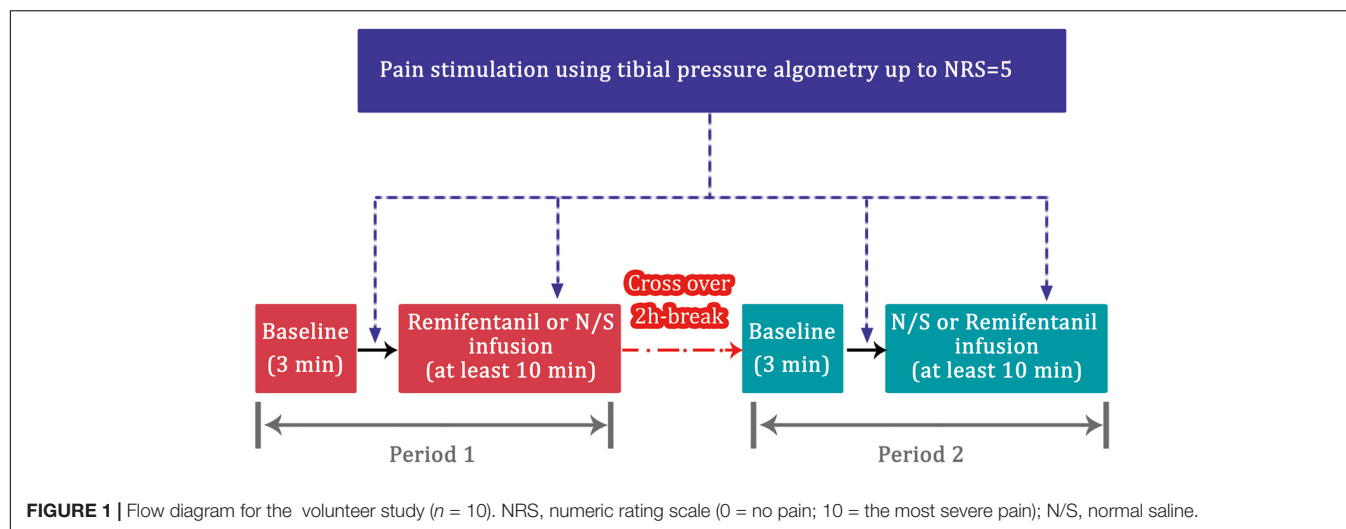 Pain stimulation using tibial pressure algometry up to NRS=5
Cross over
2h-break
Baseline
(3 min)
Remifentanil or N/S
infusion
(at least 10 min)
Baseline
(3 min)
N/S or Remifentanil
infusion
(at least 10 min)
Period 1
Period 2
FIGURE 1 | Flow diagram for the volunteer study (n = 10). NRS, numeric rating scale (0 = no pain; 10 = the most severe pain); N/S, normal saline.